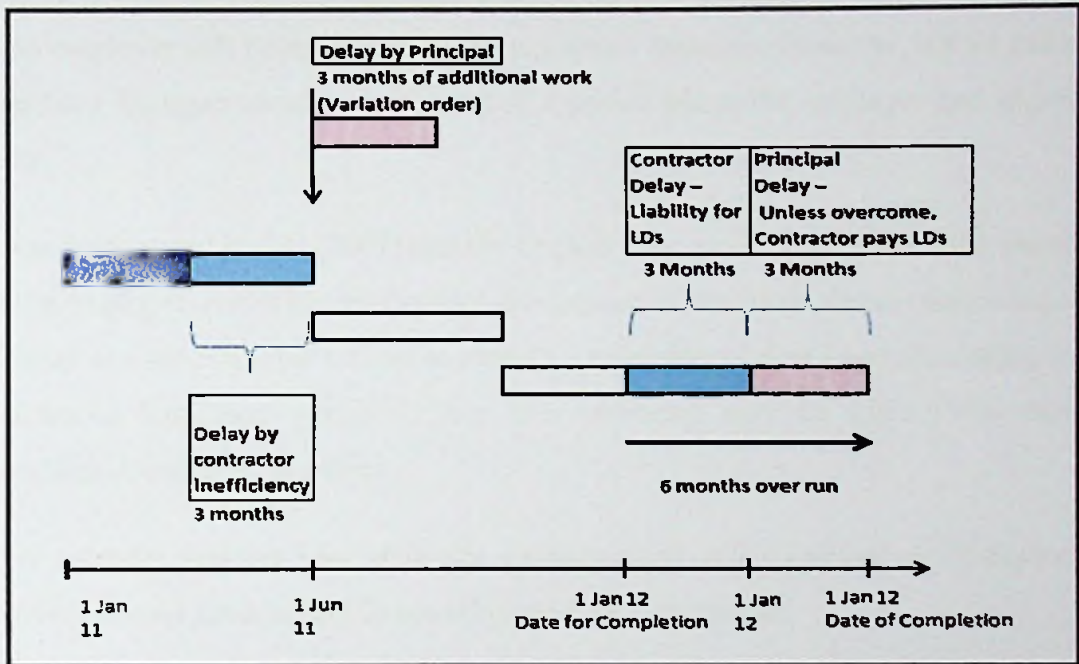 Delay by Principal
3 months of additional work
(Variation order)
Contractor
Delay –
Liability for
LDs
3 Months
Principal
Delay –
Unless overcome,
Contractor pays LDs
3 Months
Delay by
contractor
inefficiency
3 months
6 months over run
1 Jan
11
1 Jun
11
1 Jan 12
Date for Completion
1 Jan
12
1 Jan 12
Date of Completion